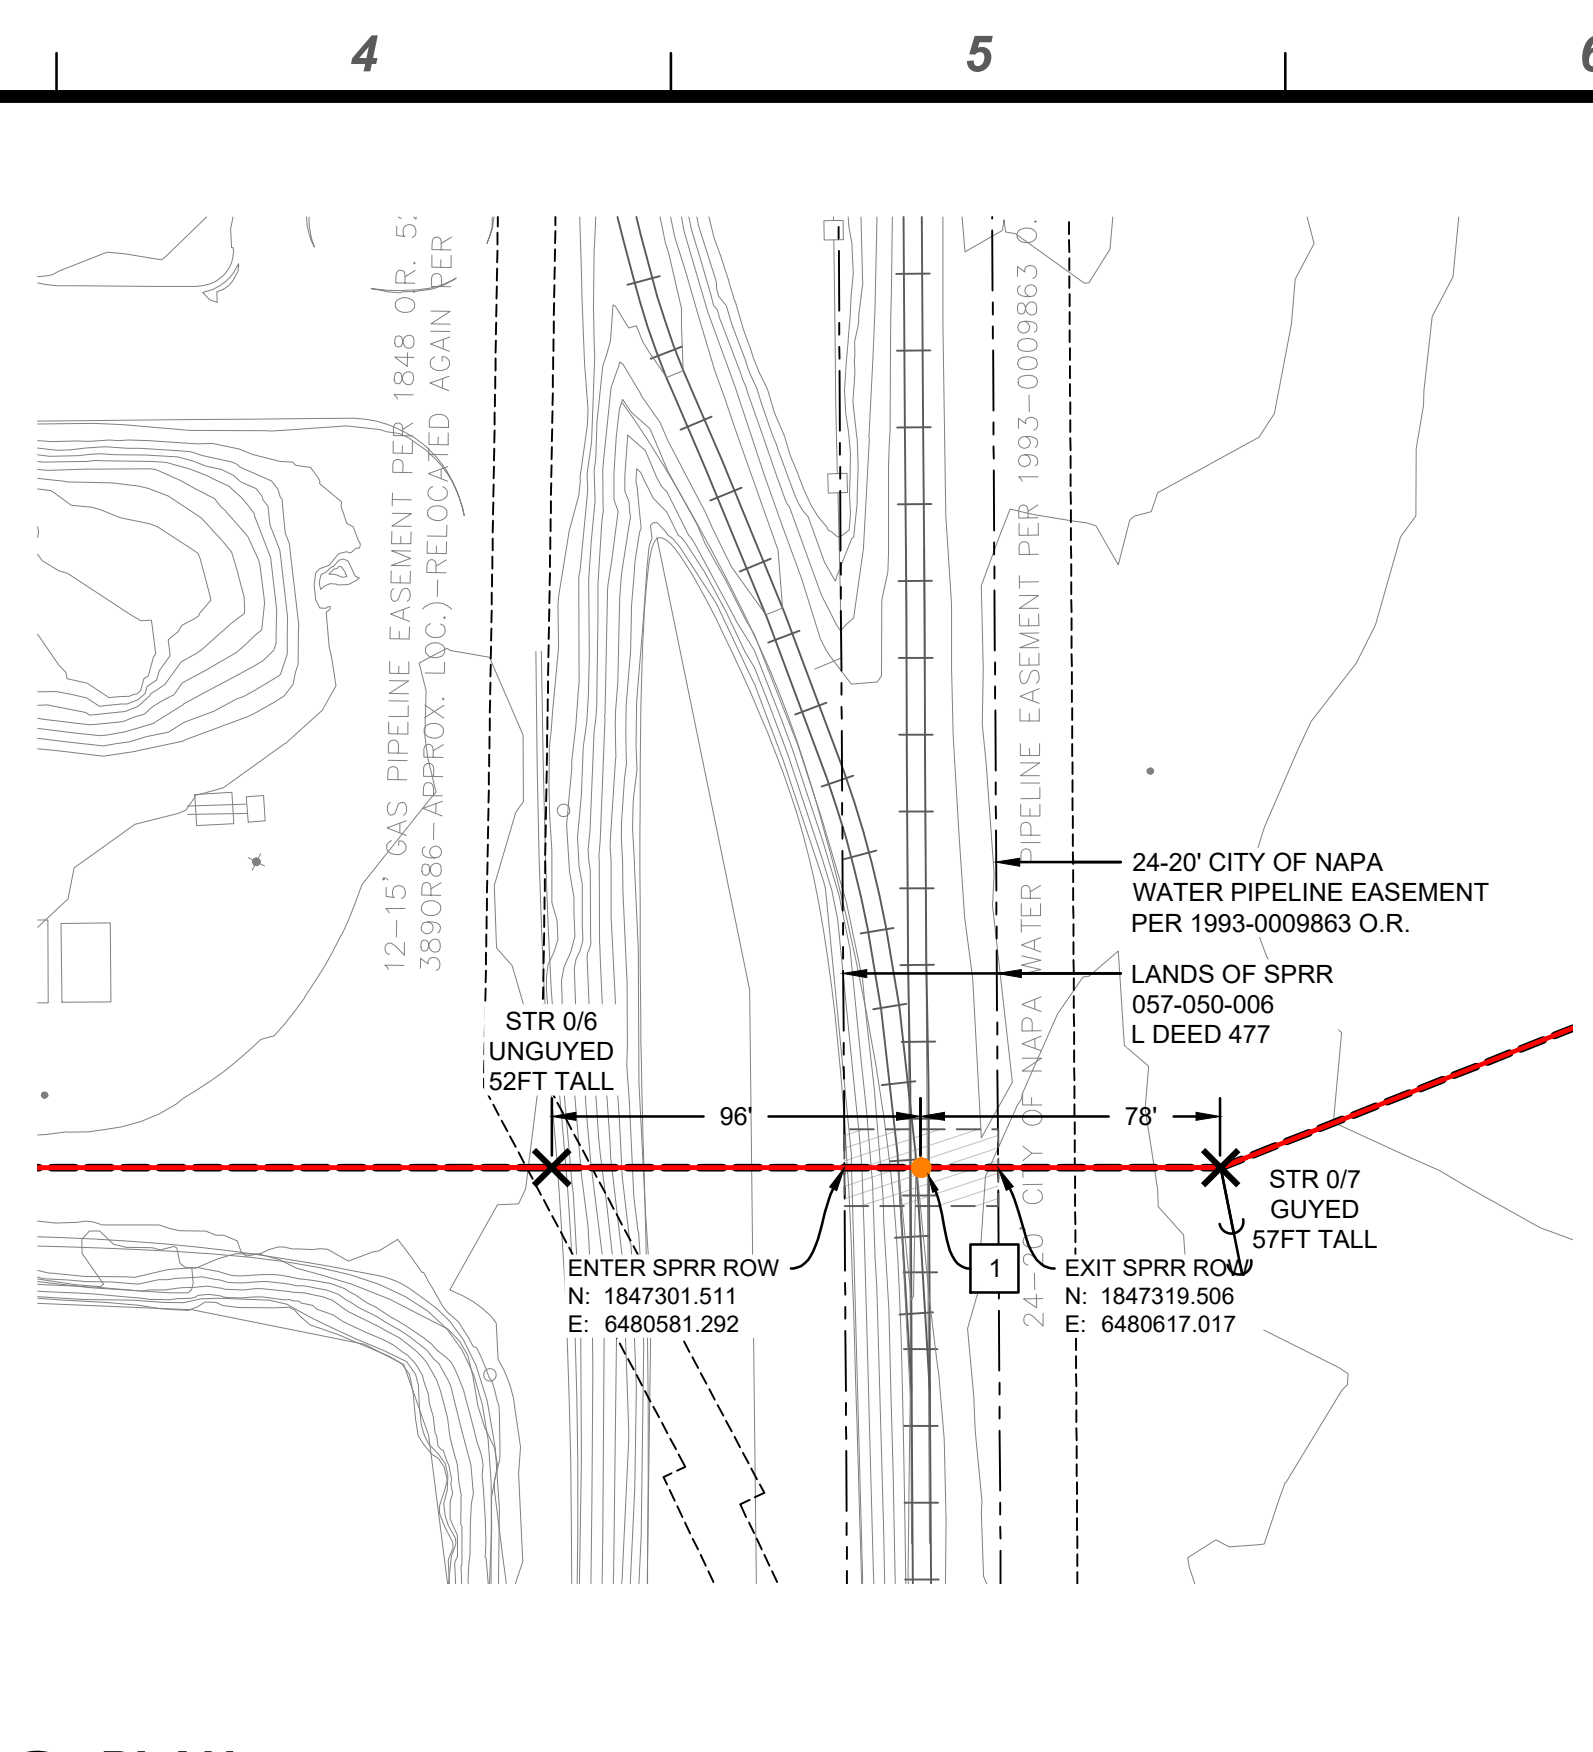 4
5
12-15' GAS PIPELINE EASEMENT PER 1848 O.R.
389OR86-APPROX. LOC.)-RELOCATED AGAIN PER
24-20' CITY OF NAPA WATER PIPELINE EASEMENT PER 1993-0009863 O.
24-20' CITY OF NAPA
WATER PIPELINE EASEMENT
PER 1993-0009863 O.R.
LANDS OF SPRR
057-050-006
L DEED 477
STR 0/6
UNGUYED
52FT TALL
96'
78'
STR 0/7
GUYED
57FT TALL
ENTER SPRR ROW
N: 1847301.511
E: 6480581.292
1
EXIT SPRR ROW
N: 1847319.506
E: 6480617.017